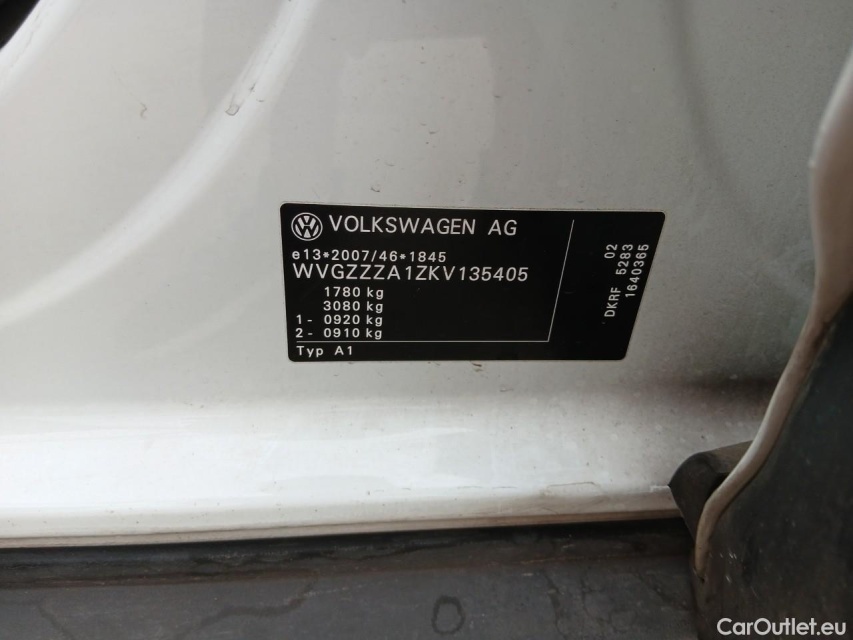 VOLKSWAGEN AG
e13*2007/46*1845
WVGZZZA1ZKV135405
1780 kg
3080 kg
1- 0920 kg
2- 0910 kg
Typ A1
02
DKRF 5283
1640365
CarOutlet.eu